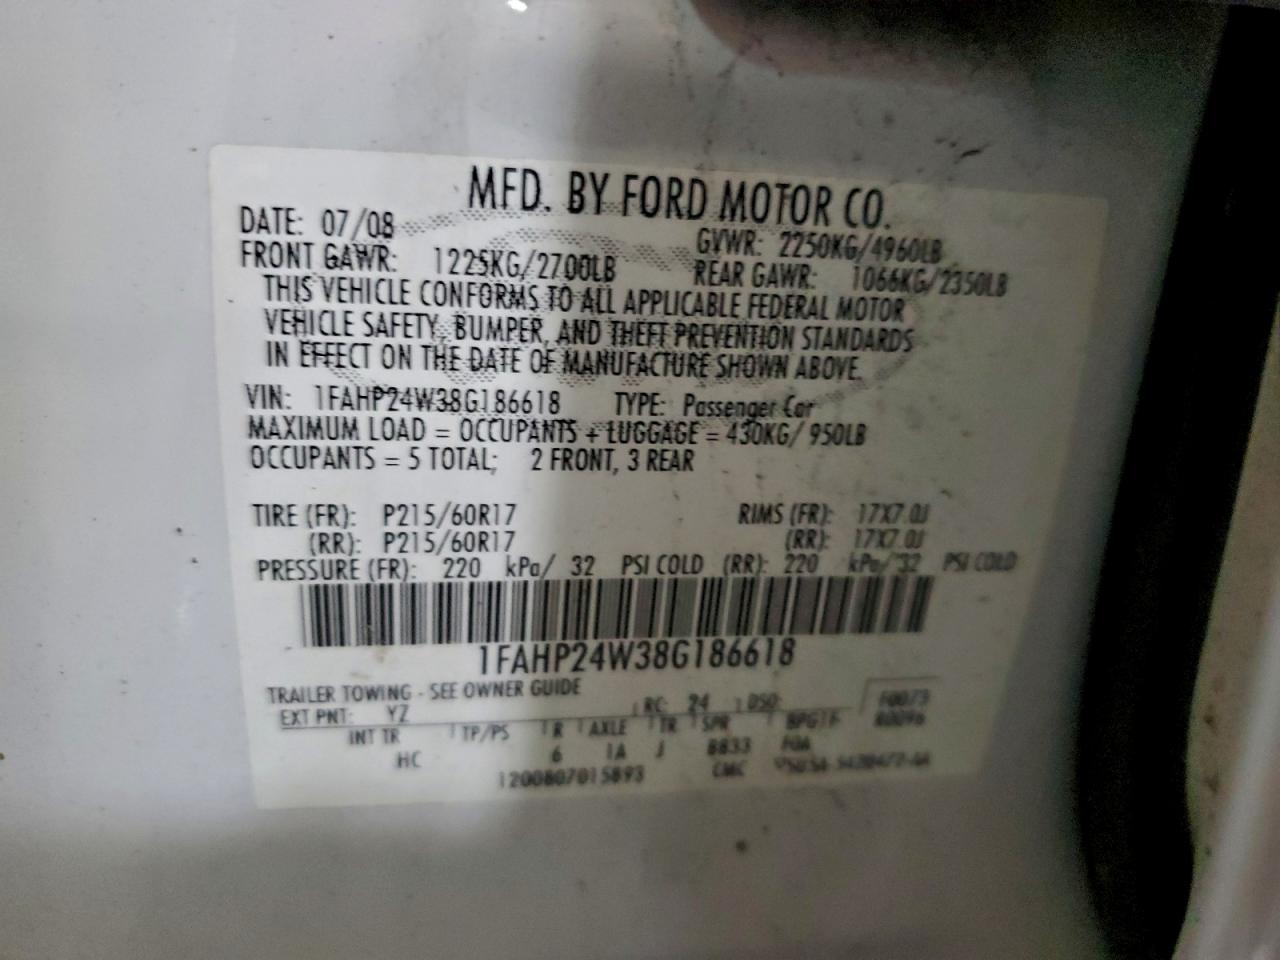 MFD. BY FORD MOTOR CO.
DATE: 07/08 GVWR: 2250KG/4960LB
FRONT GAWR: 1225KG/2700LB REAR GAWR: 1066KG/2350LB
THIS VEHICLE CONFORMS TO ALL APPLICABLE FEDERAL MOTOR
VEHICLE SAFETY, BUMPER, AND THEFT PREVENTION STANDARDS
IN EFFECT ON THE DATE OF MANUFACTURE SHOWN ABOVE.
VIN: 1FAHP24W38G186618 TYPE: Passenger Car
MAXIMUM LOAD = OCCUPANTS + LUGGAGE = 430KG/ 950LB
OCCUPANTS = 5 TOTAL; 2 FRONT, 3 REAR
TIRE (FR): P215/60R17 RIMS (FR): 17X7.0J
(RR): P215/60R17 (RR): 17X7.0J
PRESSURE (FR): 220 kPa/ 32 PSI COLD (RR): 220 kPa/ 32 PSI COLD
1FAHP24W38G186618
TRAILER TOWING - SEE OWNER GUIDE
EXT PNT: YZ RC: 24 DSO:
INT TR TP/PS R AXLE TR SPR
HC 6 1A J 8833
1200807015893